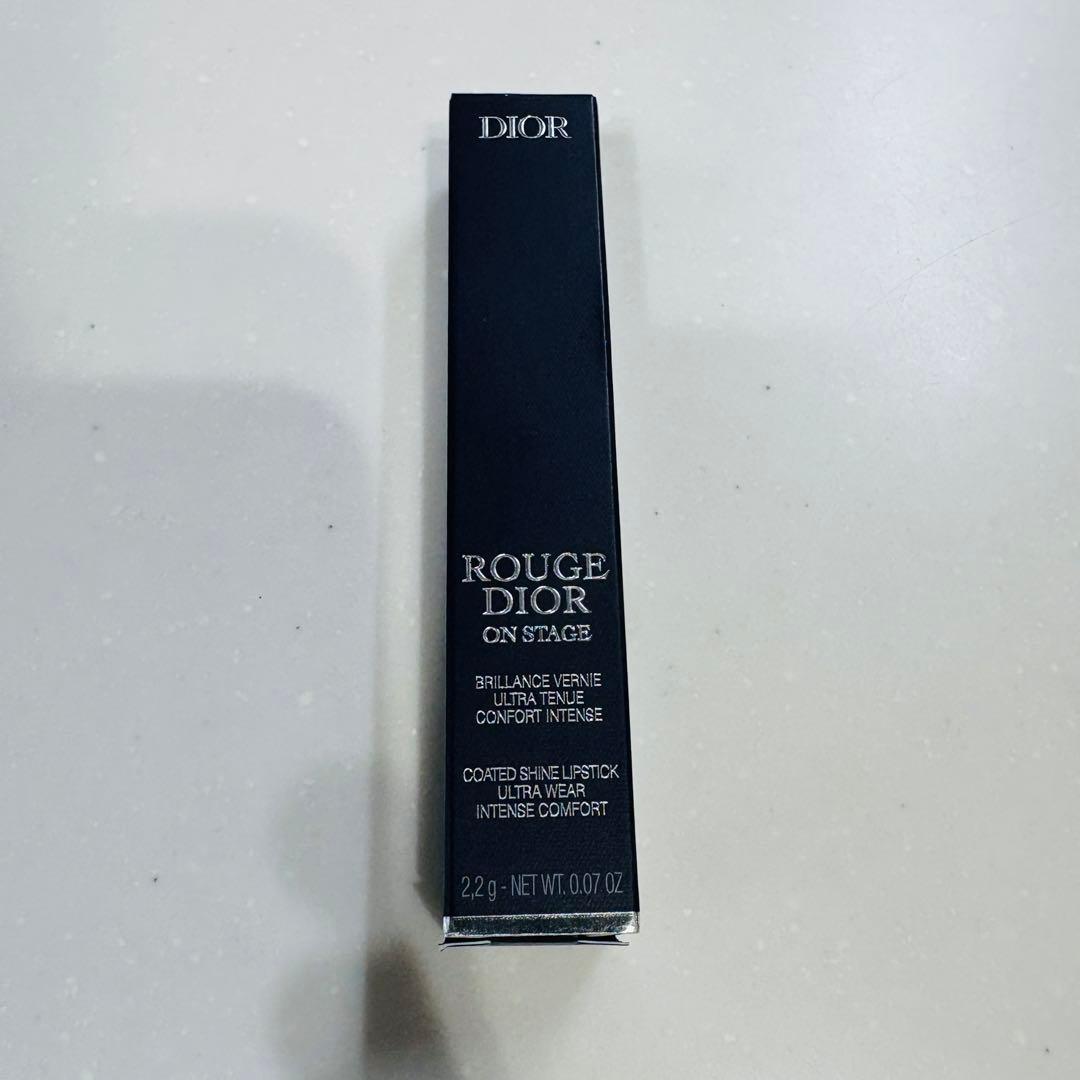 DIOR
ROUGE
DIOR
ON STAGE
BRILLANCE VERNIE
ULTRA TENUE
CONFORT INTENSE
COATED SHINE LIPSTICK
ULTRA WEAR
INTENSE COMFORT
2,2 g - NET WT. 0.07 OZ